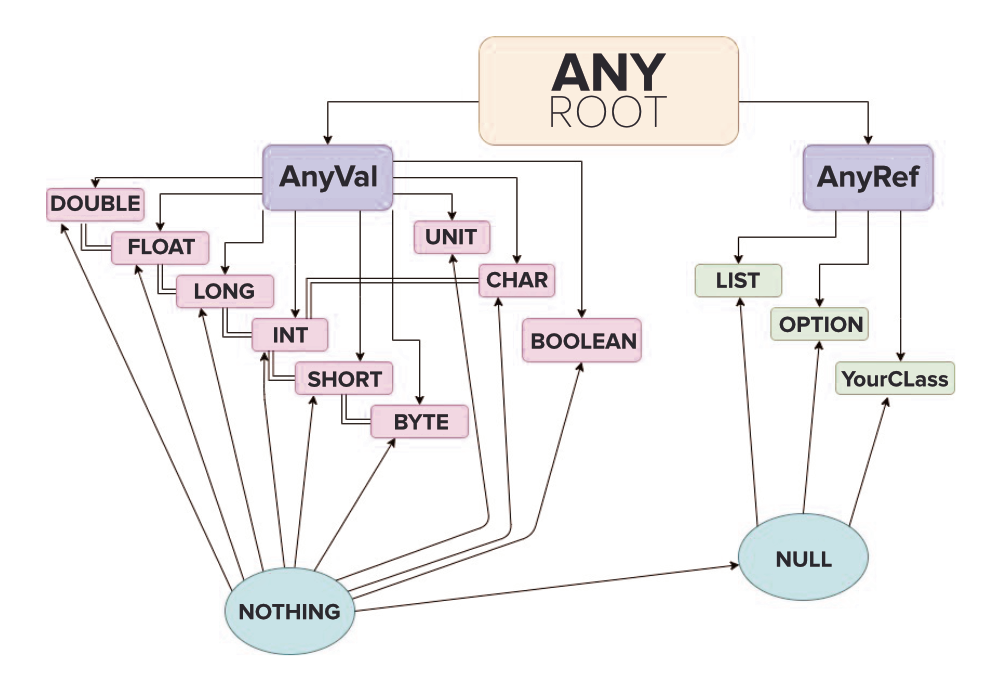 ANY
ROOT
AnyVal
AnyRef
DOUBLE
FLOAT
UNIT
LONG
CHAR
LIST
INT
BOOLEAN
OPTION
SHORT
YourCLass
BYTE
NULL
NOTHING